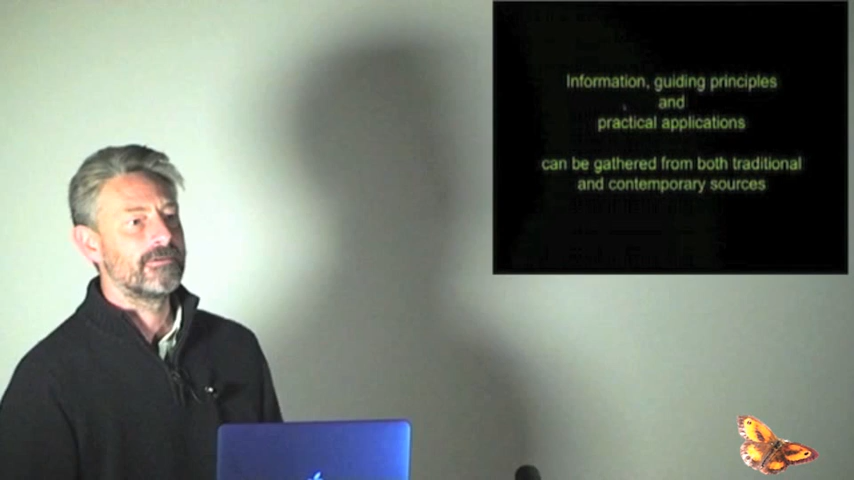 Information, guiding principles
and
practical applications
can be gathered from both traditional
and contemporary sources